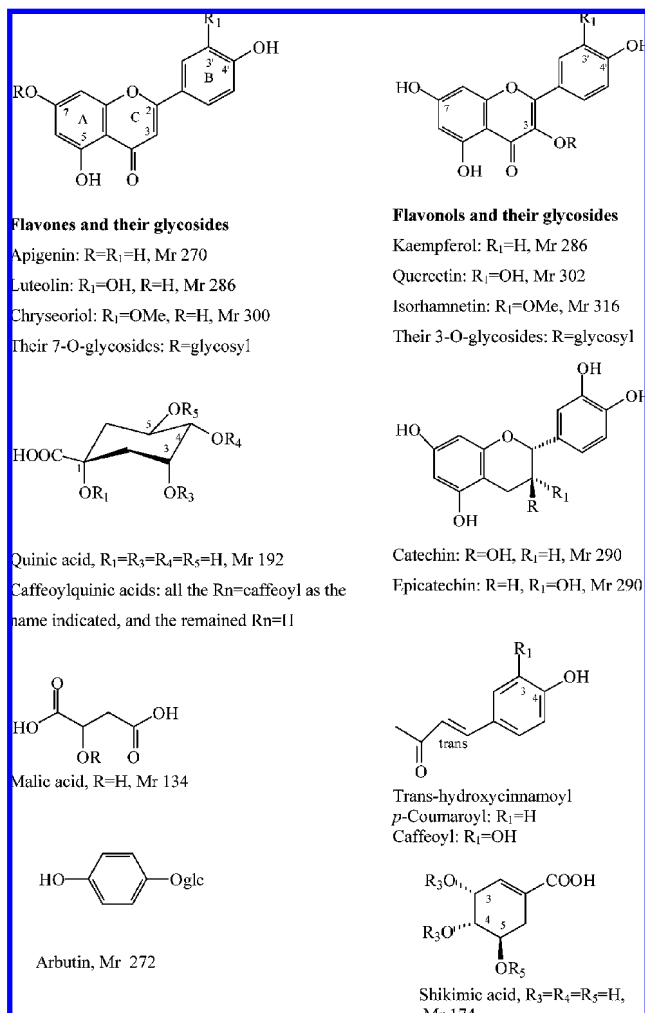 R₁
OH
3'
4'
B
RO
O
7
A
C
2
3
5
OH
O
Flavones and their glycosides
Apigenin: R=R₁=H, Mr 270
Luteolin: R₁=OH, R=H, Mr 286
Chryseoriol: R₁=OMe, R=H, Mr 300
Their 7-O-glycosides: R=glycosyl
R₁
OH
3'
4'
HO
O
7
3
OR
OH
O
Flavonols and their glycosides
Kaempferol: R₁=H, Mr 286
Quercetin: R₁=OH, Mr 302
Isorhamnetin: R₁=OMe, Mr 316
Their 3-O-glycosides: R=glycosyl
OR₅
5
4
OR₄
HOOC
3
1
OR₁
OR₃
Quinic acid, R₁=R₃=R₄=R₅=H, Mr 192
Caffeoylquinic acids: all the Rn=caffeoyl as the
name indicated, and the remained Rn=H
OH
OH
HO
O
R₁
R
OH
Catechin: R=OH, R₁=H, Mr 290
Epicatechin: R=H, R₁=OH, Mr 290
O
OH
HO
OR
O
Malic acid, R=H, Mr 134
R₁
OH
3
4
trans
O
Trans-hydroxycinnamoyl
p-Coumaroyl: R₁=H
Caffeoyl: R₁=OH
HO
Oglc
Arbutin, Mr 272
R₃O
COOH
3
4
5
R₃O
OR₅
Shikimic acid, R₃=R₄=R₅=H,
Mr 174